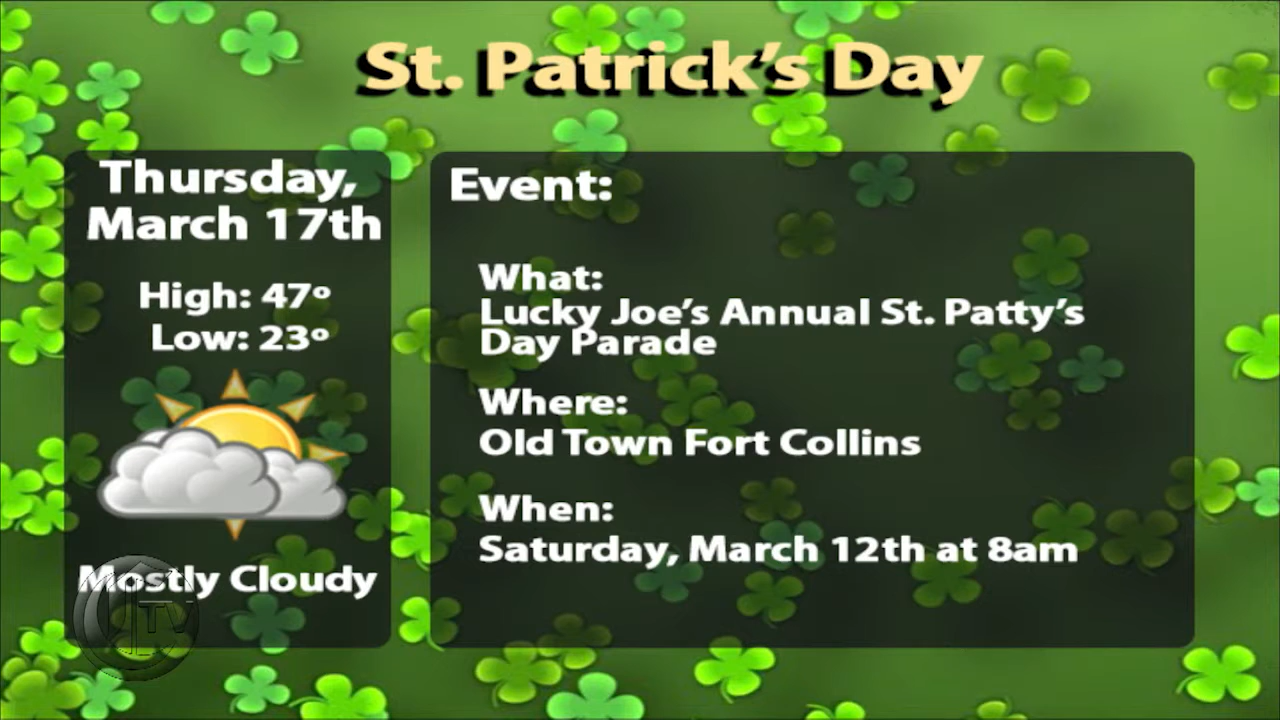 St. Patrick's Day
Thursday,
March 17th
High: 47º
Low: 23º
Mostly Cloudy
TV
Event:
What:
Lucky Joe's Annual St. Patty's
Day Parade
Where:
Old Town Fort Collins
When:
Saturday, March 12th at 8am